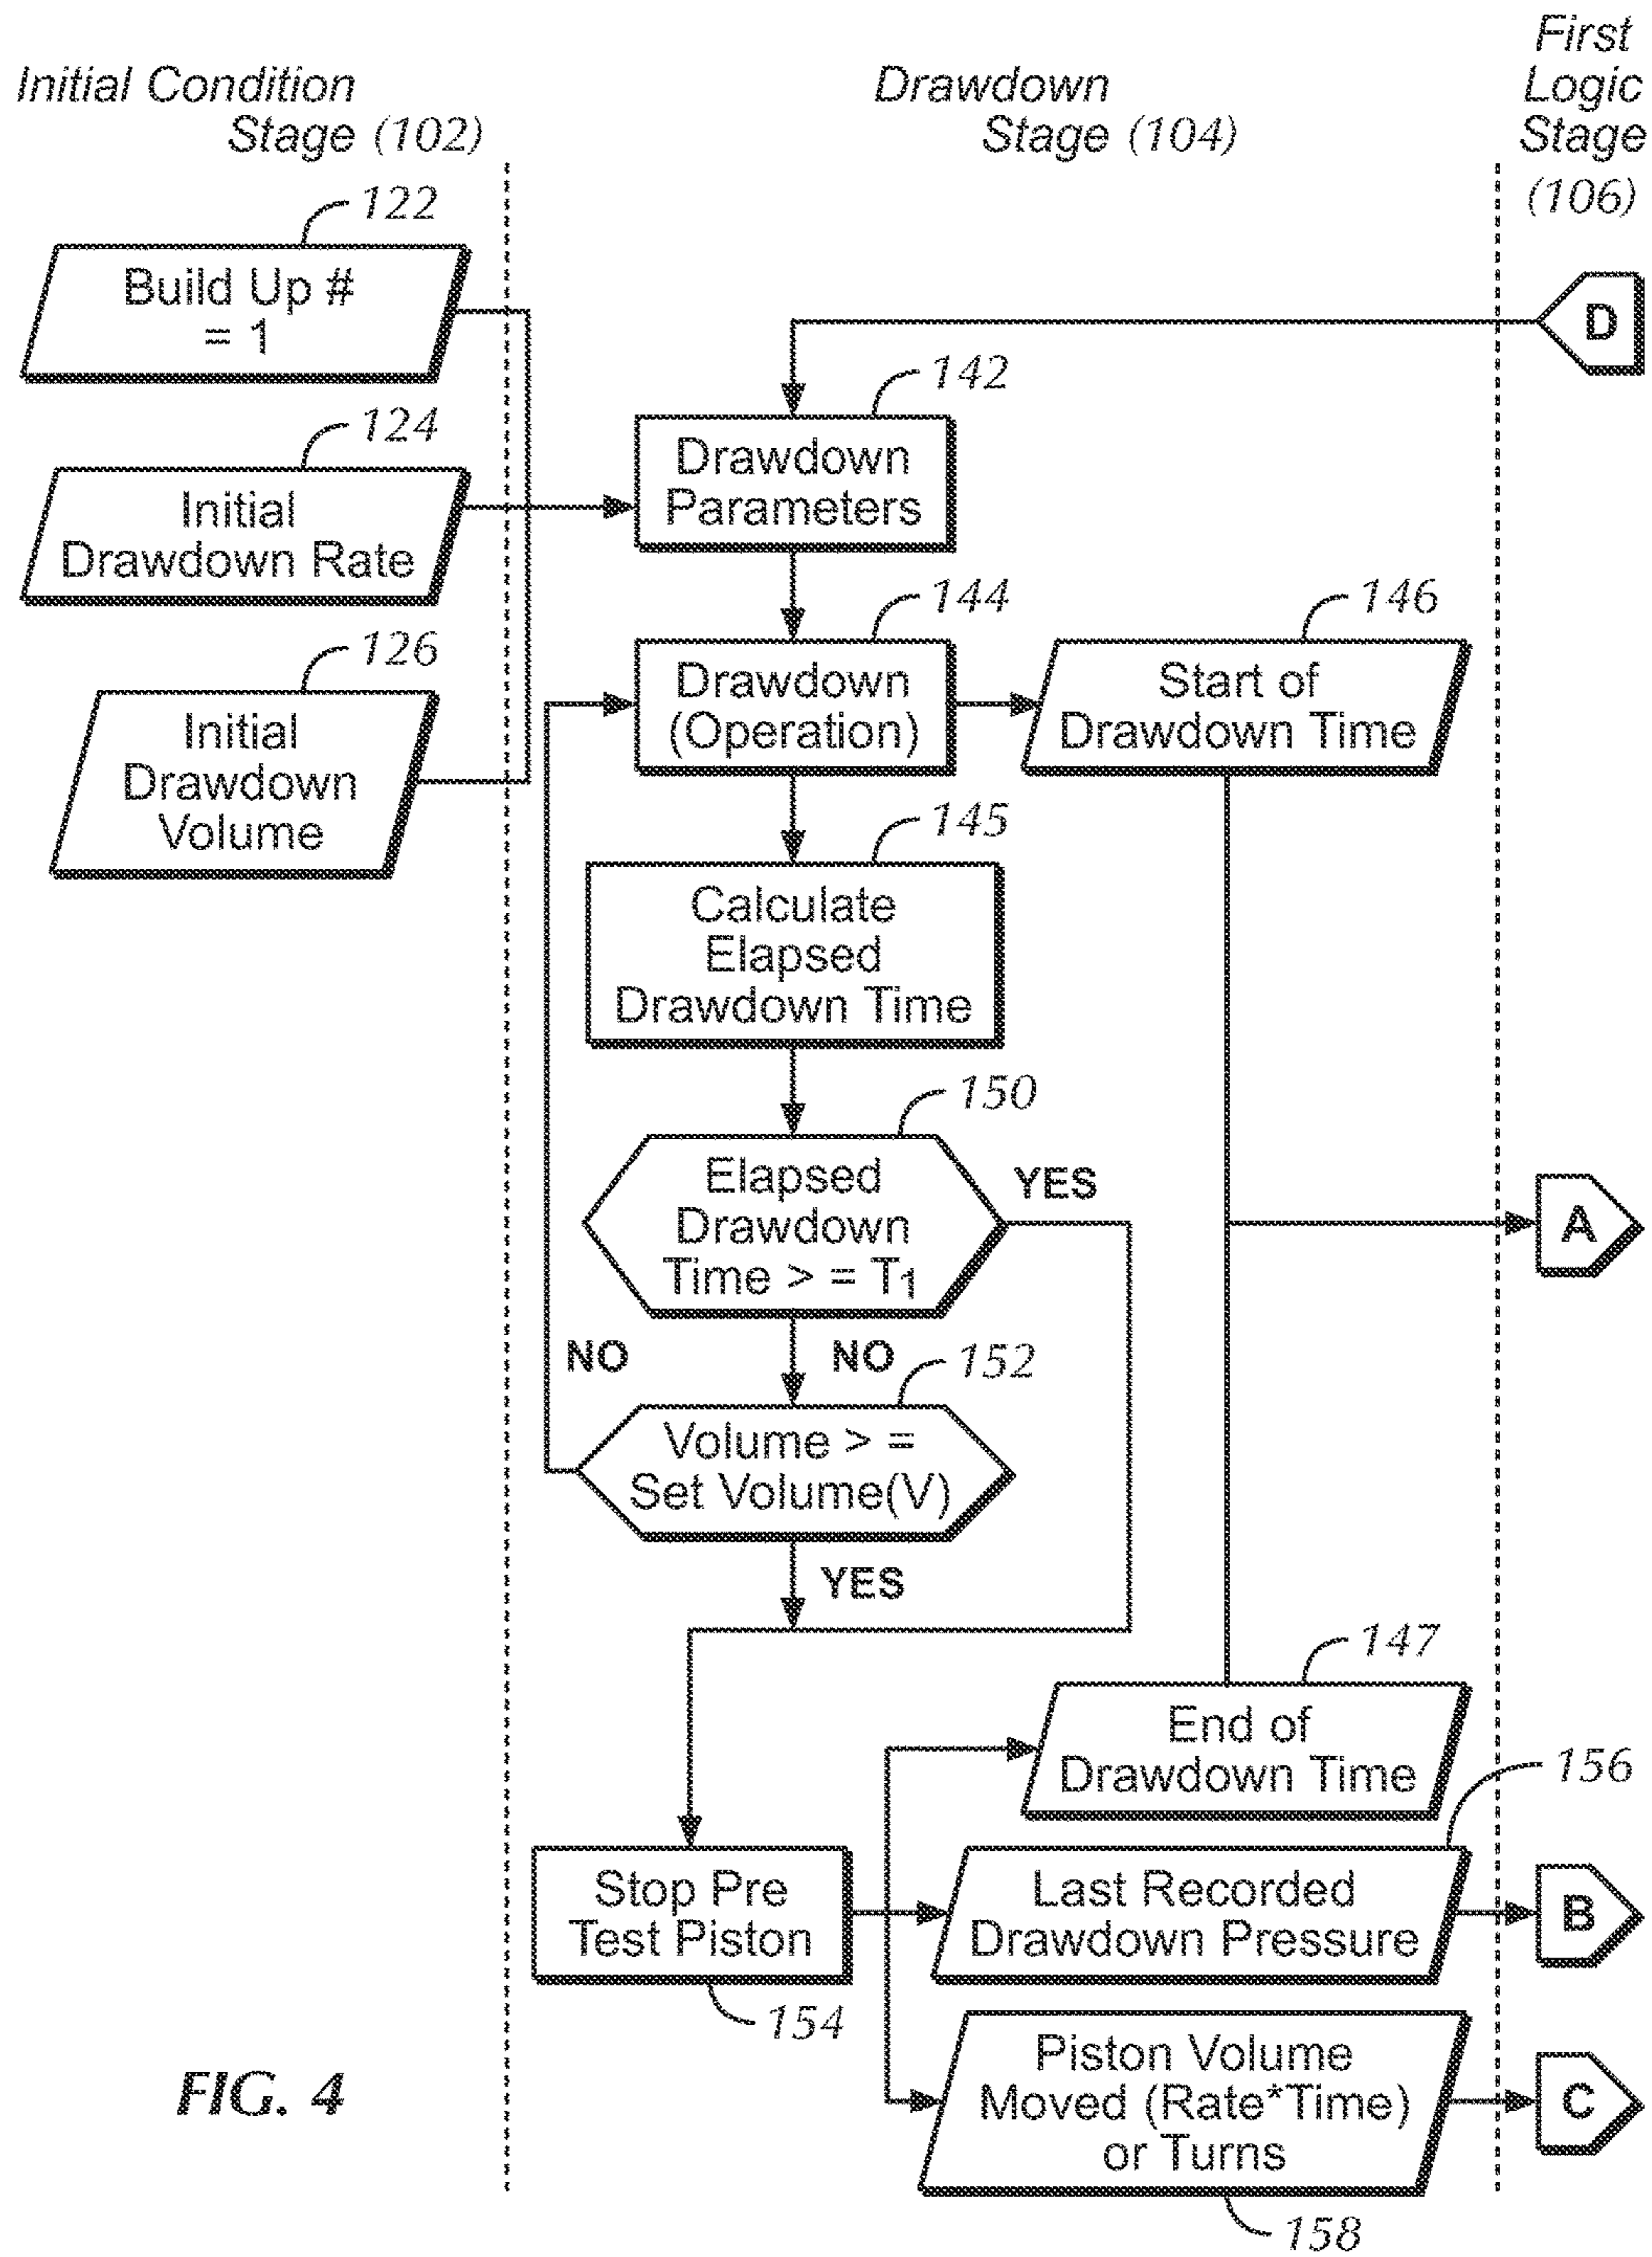 Initial Condition
Stage (102)
Drawdown
Stage (104)
First
Logic
Stage
(106)
122
Build Up #
= 1
D
124
Initial
Drawdown Rate
142
Drawdown
Parameters
126
Initial
Drawdown
Volume
144
Drawdown
(Operation)
146
Start of
Drawdown Time
145
Calculate
Elapsed
Drawdown Time
150
Elapsed
Drawdown
Time > = T1
YES
A
NO
NO
152
Volume > =
Set Volume(V)
YES
147
End of
Drawdown Time
156
Stop Pre
Test Piston
154
Last Recorded
Drawdown Pressure
B
Piston Volume
Moved (Rate*Time)
or Turns
C
158
FIG. 4